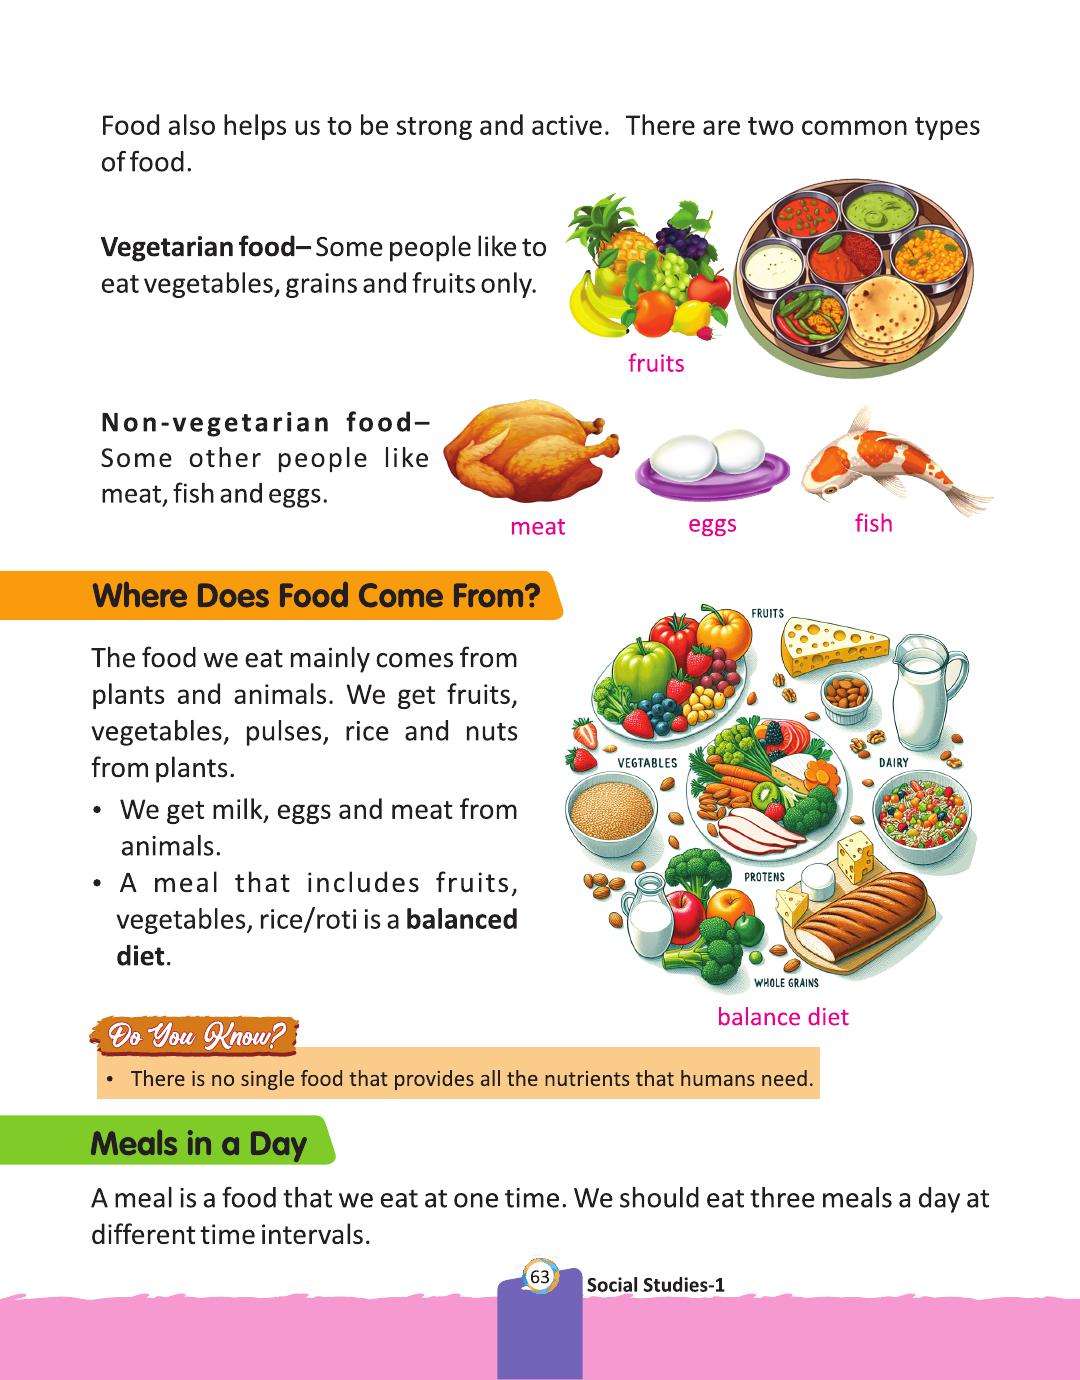 Food also helps us to be strong and active. There are two common types
of food.
Vegetarian food– Some people like to
eat vegetables, grains and fruits only.
fruits
Non-vegetarian food–
Some other people like
meat, fish and eggs.
meat
eggs
fish
Where Does Food Come From?
The food we eat mainly comes from
plants and animals. We get fruits,
vegetables, pulses, rice and nuts
from plants.
• We get milk, eggs and meat from
animals.
• A meal that includes fruits,
vegetables, rice/roti is a balanced
diet.
FRUITS
VEGTABLES
DAIRY
PROTENS
WHOLE GRAINS
balance diet
Do You Know?
• There is no single food that provides all the nutrients that humans need.
Meals in a Day
A meal is a food that we eat at one time. We should eat three meals a day at
different time intervals.
63
Social Studies-1